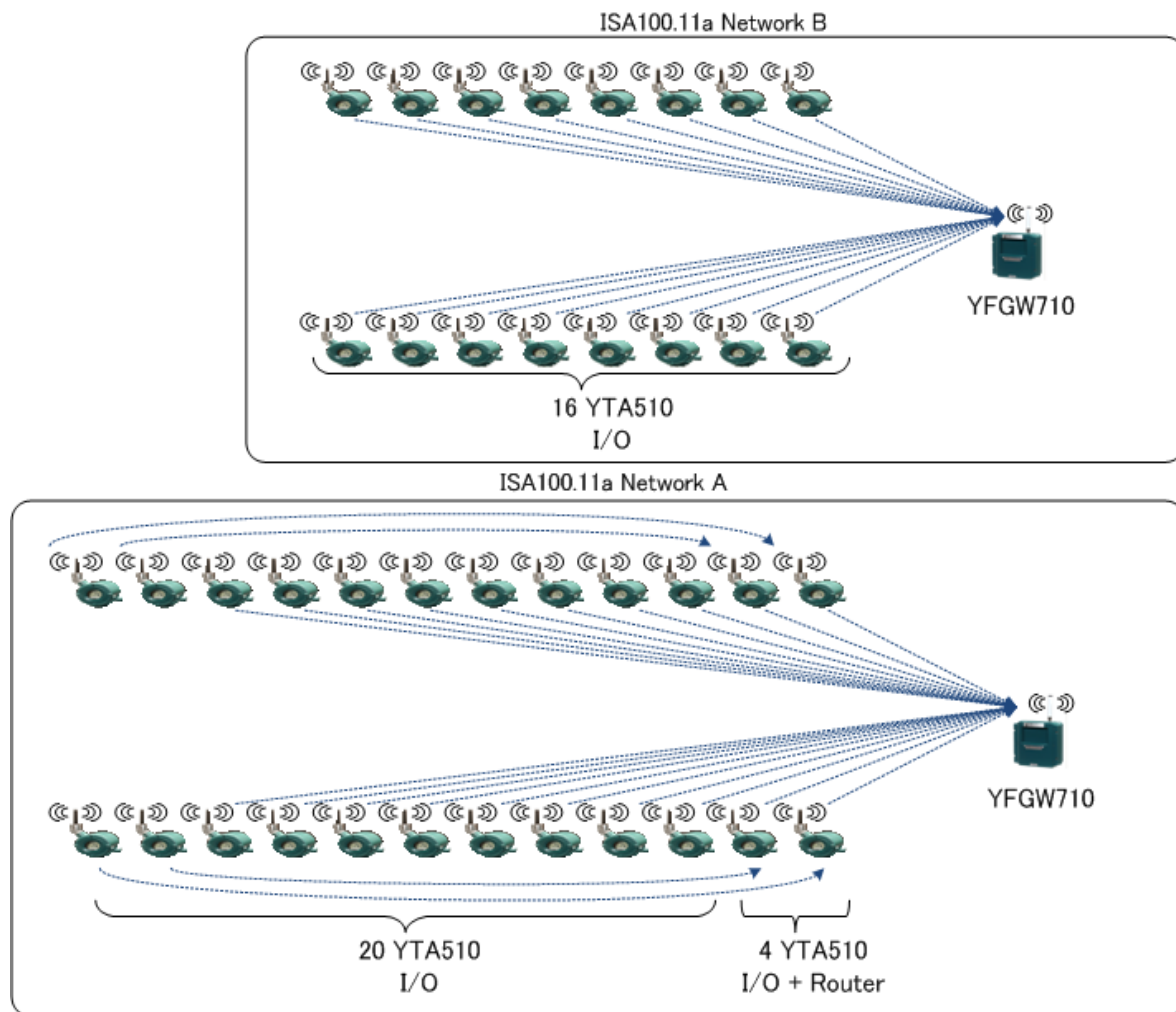 ISA100.11a Network B
YFGW710
16 YTA510
I/O
ISA100.11a Network A
YFGW710
20 YTA510
I/O
4 YTA510
I/O + Router